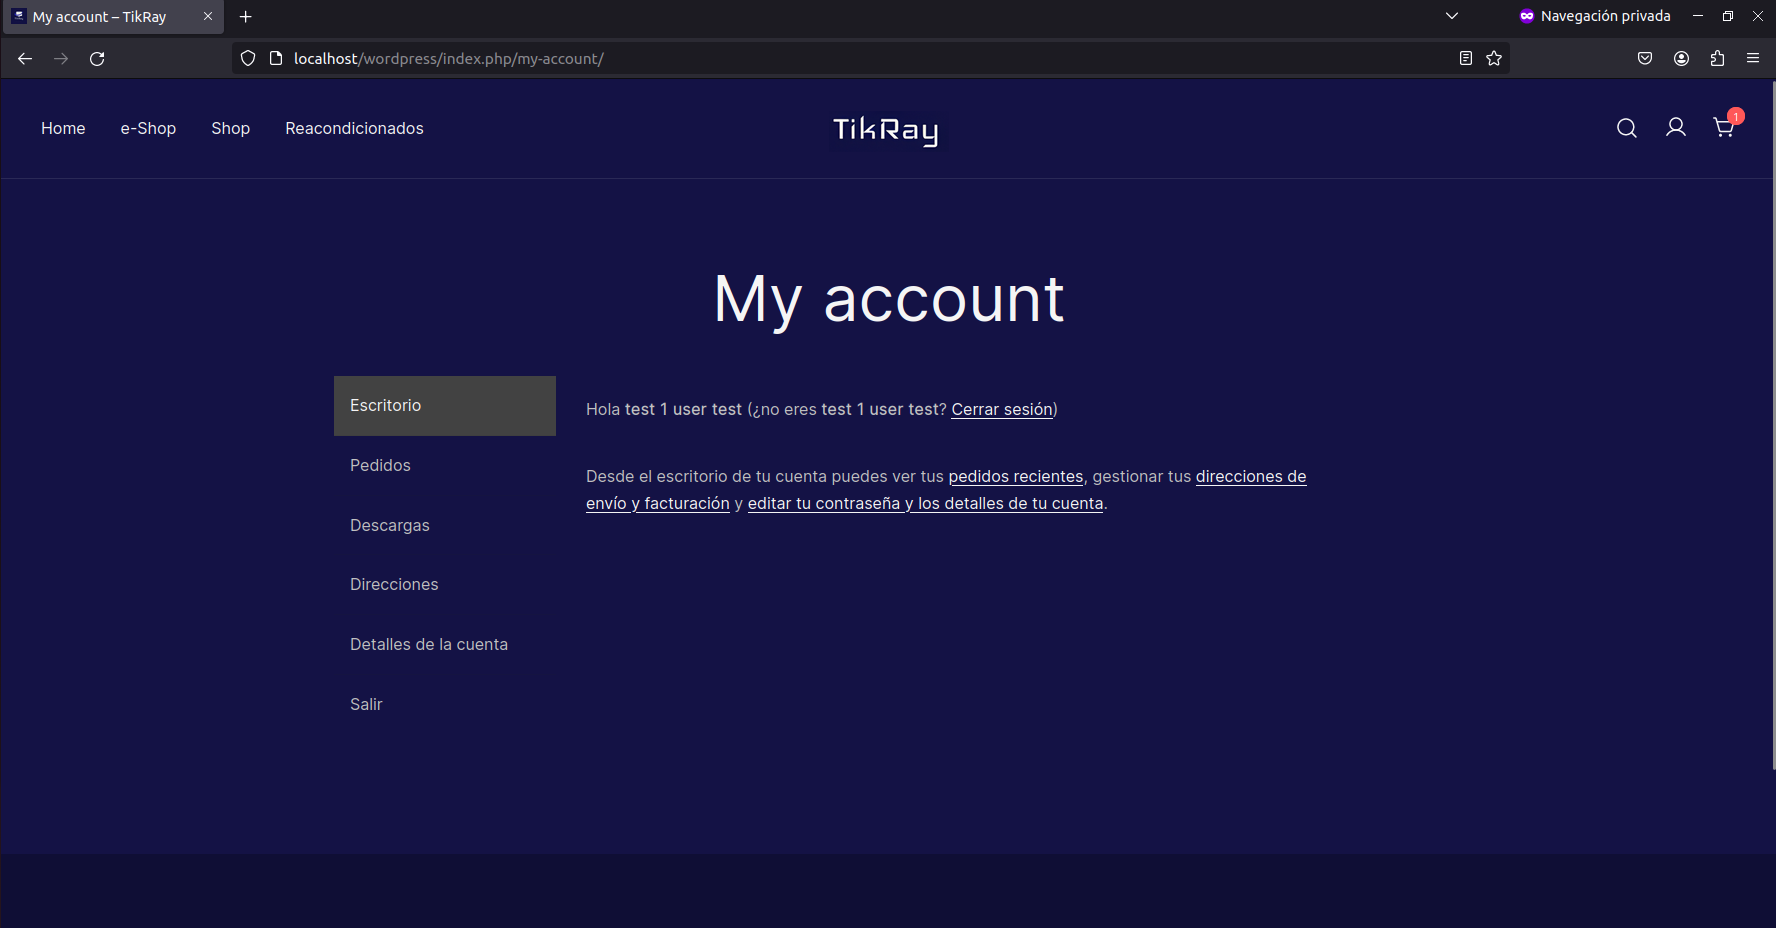 My account – TikRay
Navegación privada
localhost/wordpress/index.php/my-account/
Home e-Shop Shop Reacondicionados
TikRay
1
My account
Escritorio
Pedidos
Descargas
Direcciones
Detalles de la cuenta
Salir
Hola test 1 user test (¿no eres test 1 user test? Cerrar sesión)
Desde el escritorio de tu cuenta puedes ver tus pedidos recientes, gestionar tus direcciones de
envío y facturación y editar tu contraseña y los detalles de tu cuenta.